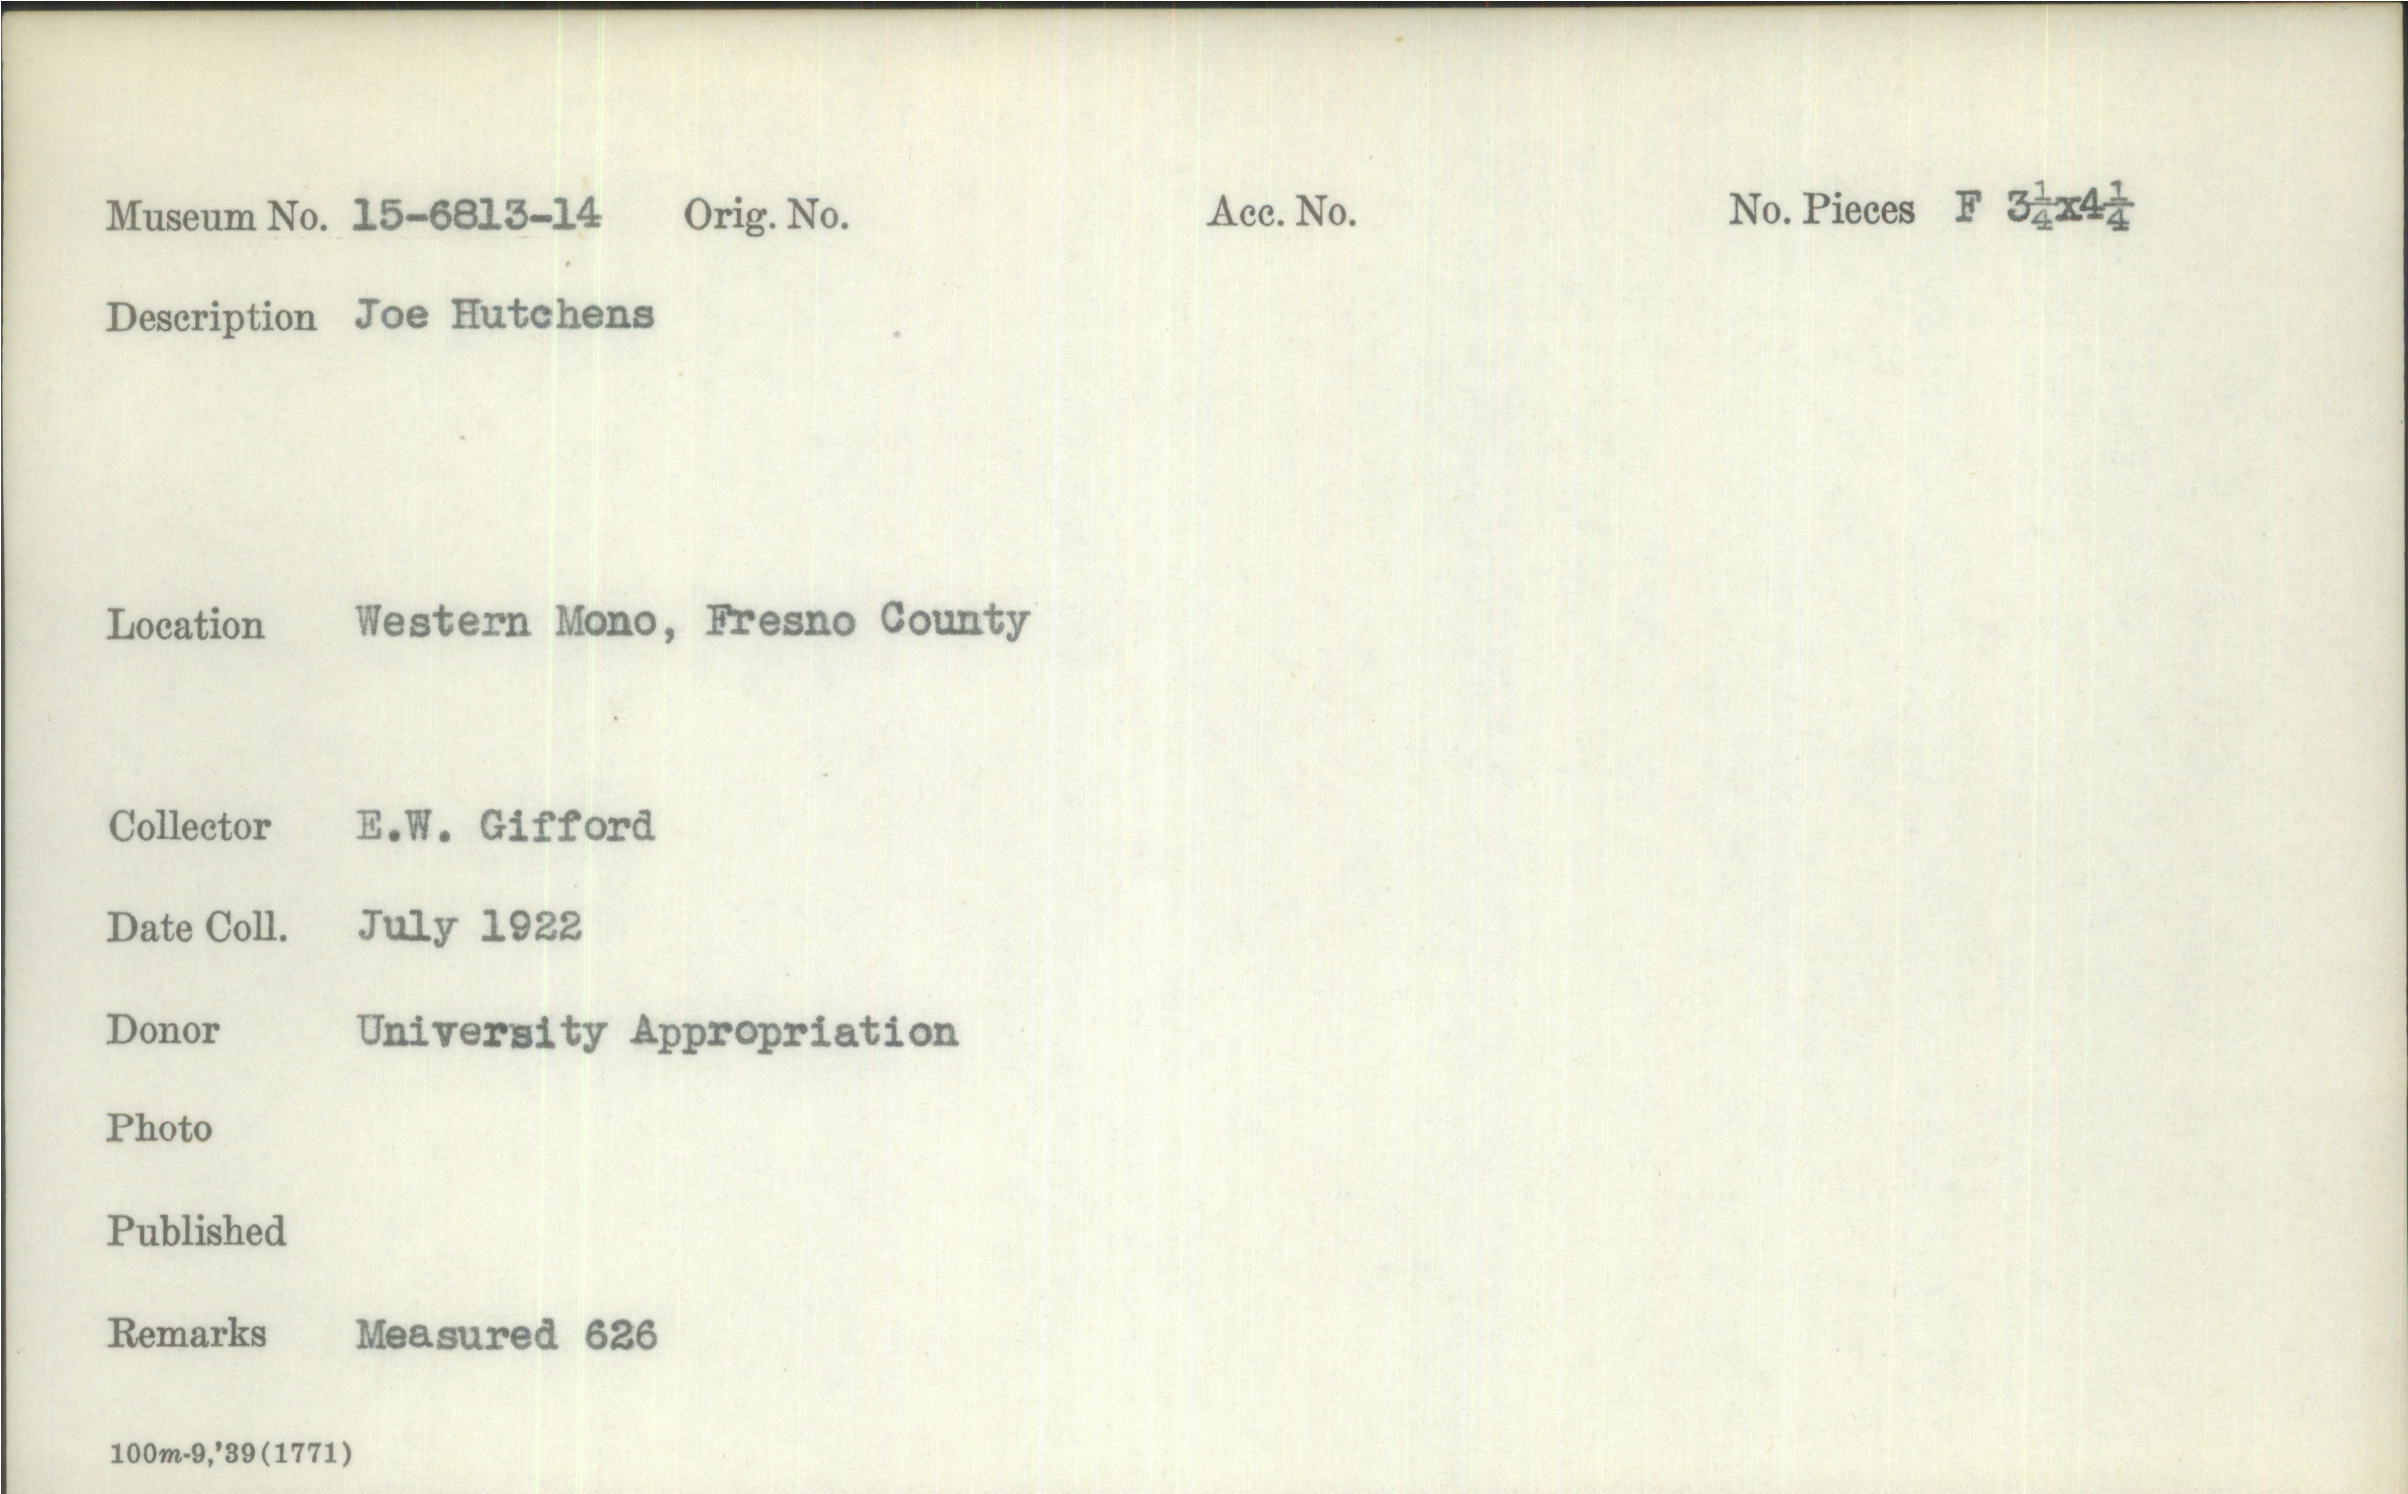 Museum No. 15-6813-14 Orig. No. Acc. No. No. Pieces F 3¼x4¼
Description Joe Hutchens
Location Western Mono, Fresno County
Collector E.W. Gifford
Date Coll. July 1922
Donor University Appropriation
Photo
Published
Remarks Measured 626
100m-9,'39(1771)